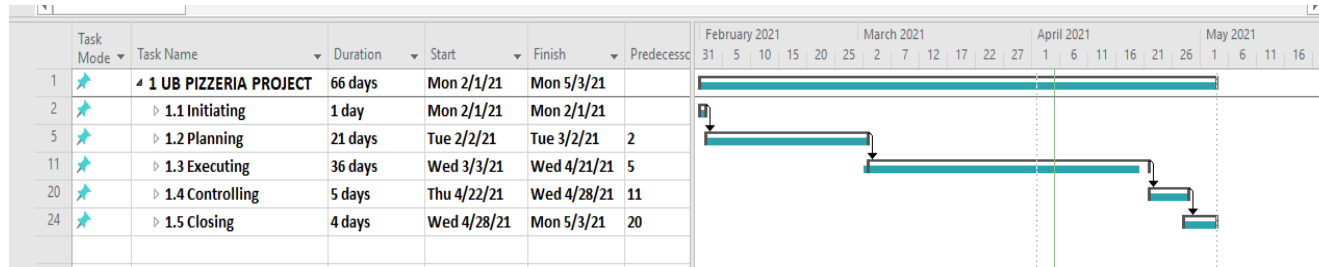 Task Mode Task Name Duration Start Finish Predecessc
February 2021 March 2021 April 2021 May 2021
31 5 10 15 20 25 2 7 12 17 22 27 1 6 11 16 21 26 1 6 11 16
1 1 UB PIZZERIA PROJECT 66 days Mon 2/1/21 Mon 5/3/21
2 1.1 Initiating 1 day Mon 2/1/21 Mon 2/1/21
5 1.2 Planning 21 days Tue 2/2/21 Tue 3/2/21 2
11 1.3 Executing 36 days Wed 3/3/21 Wed 4/21/21 5
20 1.4 Controlling 5 days Thu 4/22/21 Wed 4/28/21 11
24 1.5 Closing 4 days Wed 4/28/21 Mon 5/3/21 20